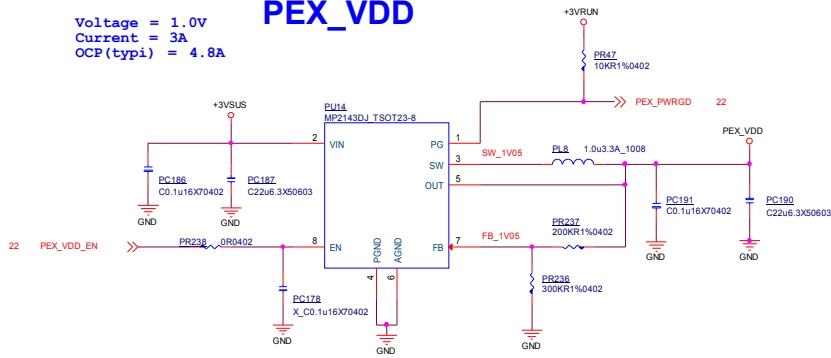 PEX_VDD
Voltage = 1.0V
Current = 3A
OCP(typi) = 4.8A
+3VRUN
PR47
10KR1%0402
PEX_PWRGD 22
+3VSUS
PU14
MP2143DJ_TSOT23-8
2 VIN
PG 1
SW 3
OUT 5
SW_1V05
PL8 1.0u3.3A_1008
PEX_VDD
PC186
C0.1u16X70402
GND
PC187
C22u6.3X50603
GND
PC191
C0.1u16X70402
GND
PC190
C22u6.3X50603
GND
22 PEX_VDD_EN
PR238 0R0402
8 EN
PGND
4
AGND
6
FB 7
FB_1V05
PR237
200KR1%0402
PR236
300KR1%0402
GND
PC178
X_C0.1u16X70402
GND
GND